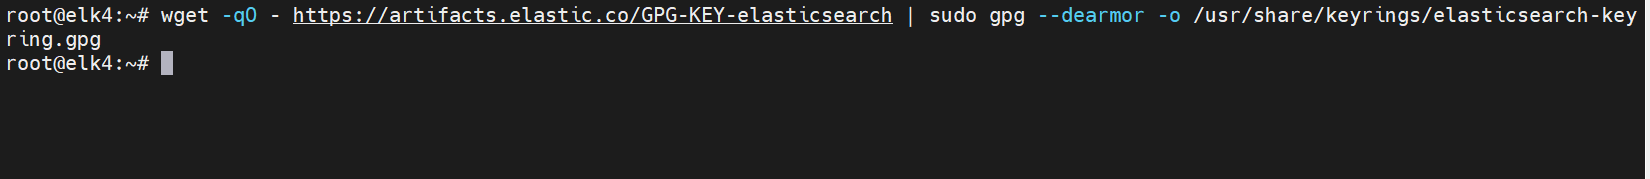 root@elk4:~# wget -qO - https://artifacts.elastic.co/GPG-KEY-elasticsearch | sudo gpg --dearmor -o /usr/share/keyrings/elasticsearch-key
ring.gpg
root@elk4:~#